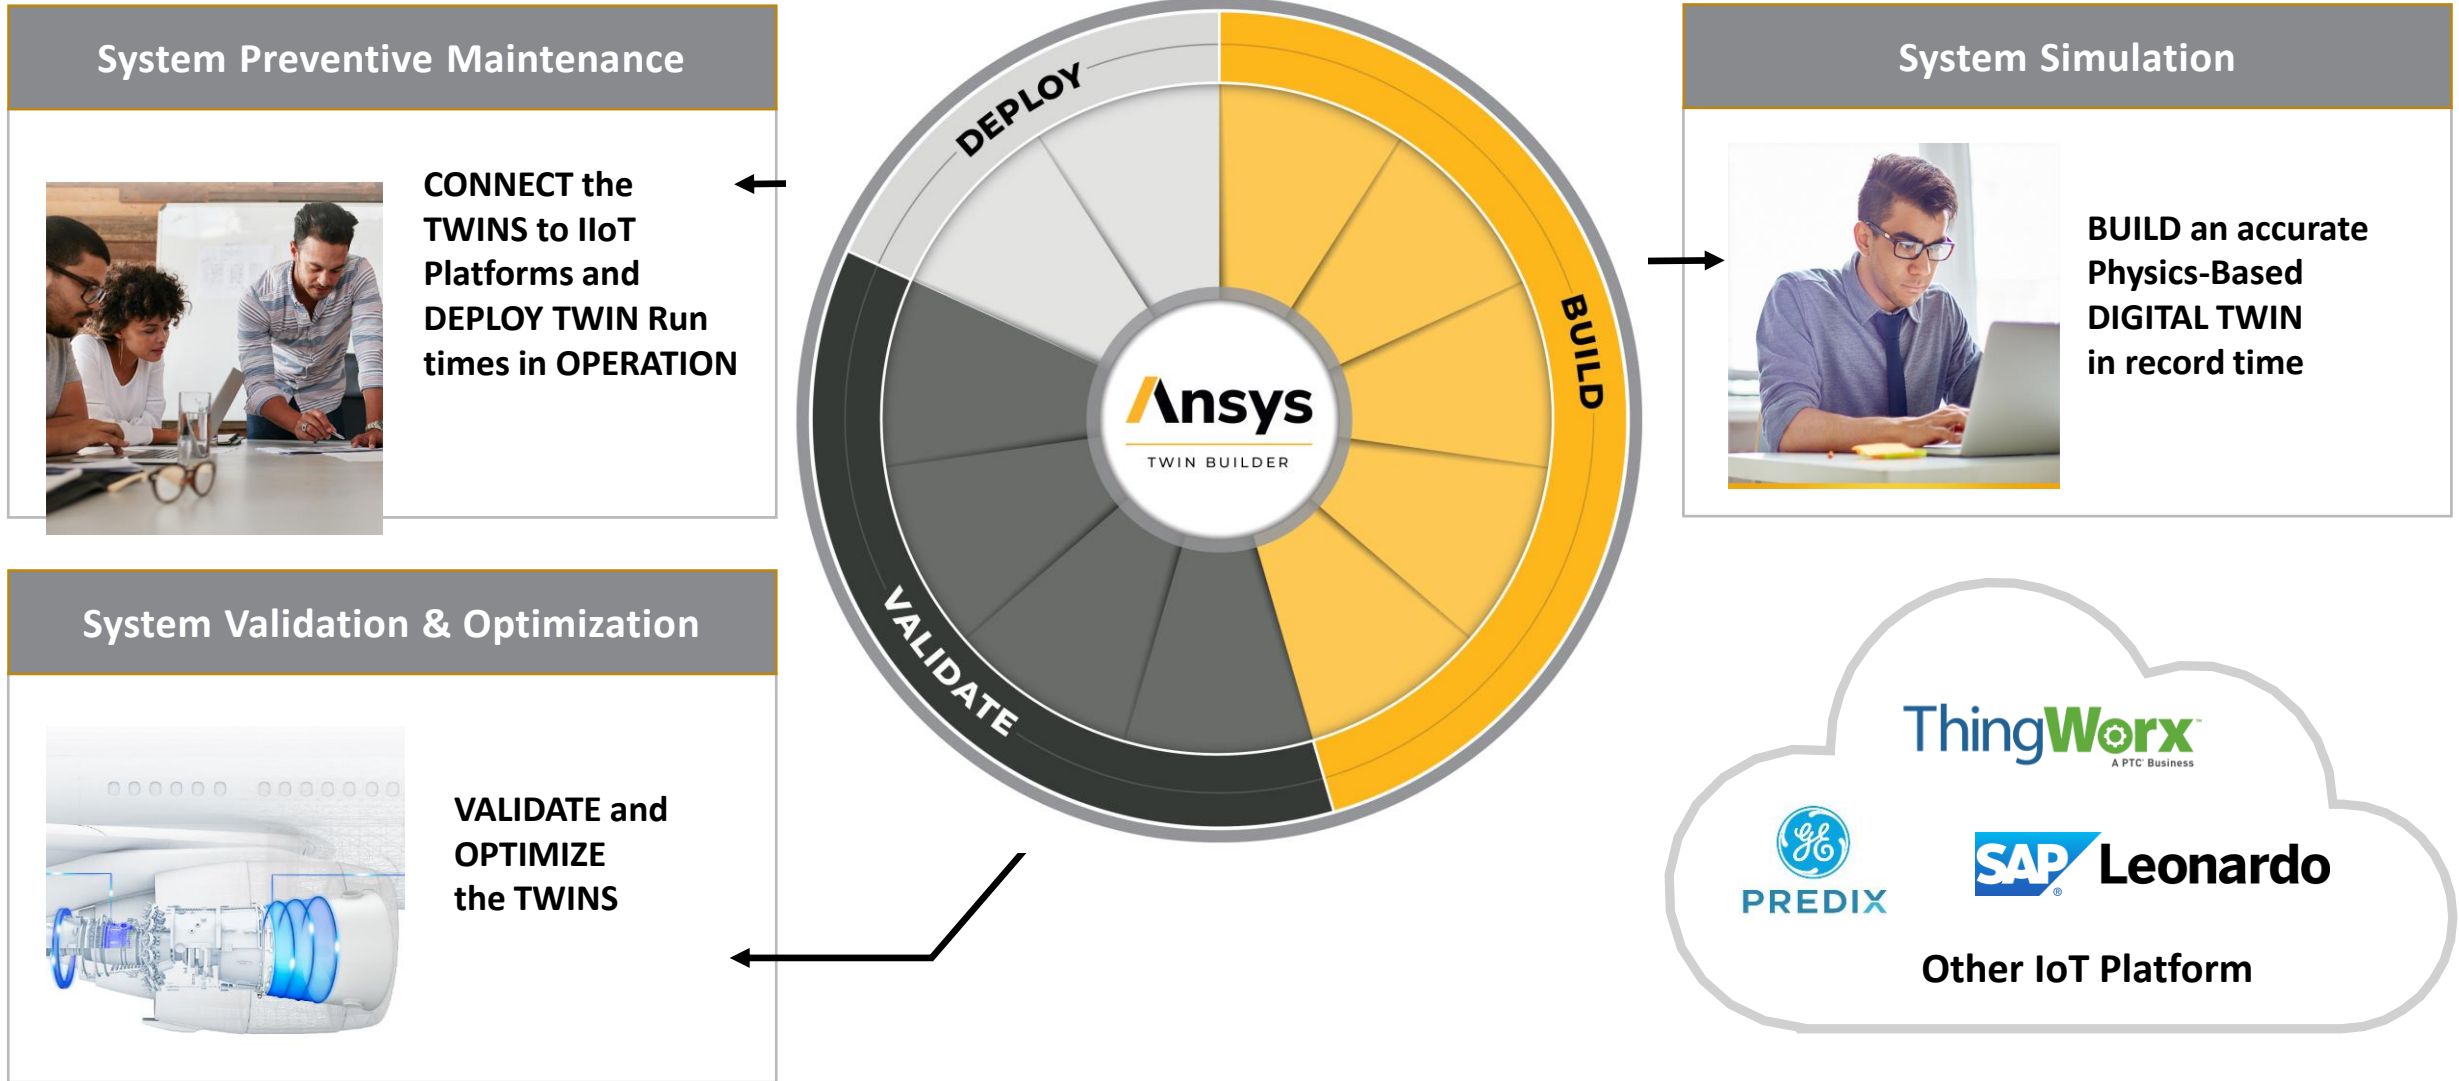 System Preventive Maintenance
CONNECT the
TWINS to IIoT
Platforms and
DEPLOY TWIN Run
times in OPERATION
System Validation & Optimization
VALIDATE and
OPTIMIZE
the TWINS
DEPLOY
BUILD
VALIDATE
Ansys
TWIN BUILDER
System Simulation
BUILD an accurate
Physics-Based
DIGITAL TWIN
in record time
ThingWorx™
A PTC® Business
GE
PREDIX
SAP® Leonardo
Other IoT Platform